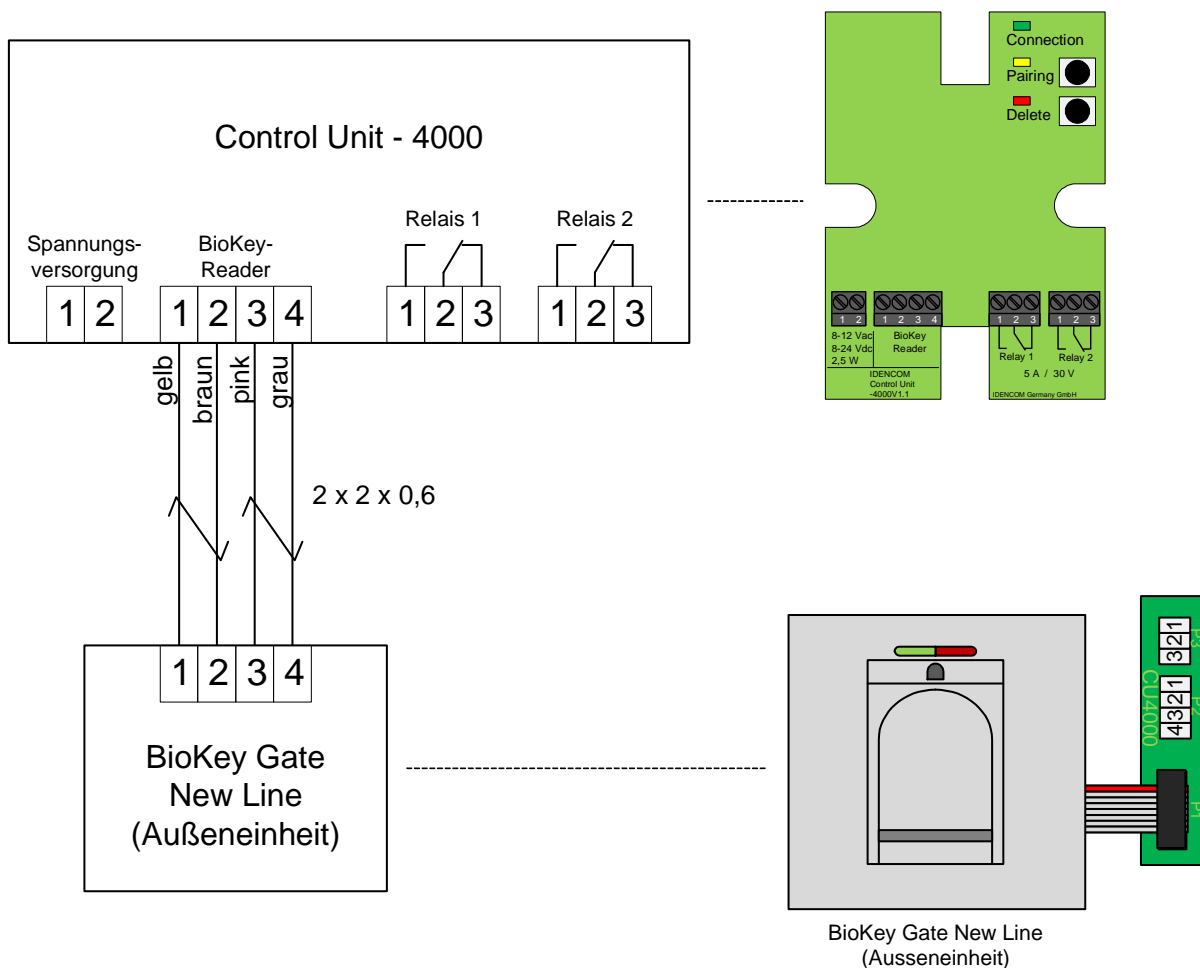 Control Unit - 4000
Spannungs-
versorgung
BioKey-
Reader
Relais 1
Relais 2
1 2
1 2 3 4
1 2 3
1 2 3
gelb
braun
pink
grau
2 x 2 x 0,6
1 2 3 4
BioKey Gate
New Line
(Außeneinheit)
Connection
Pairing
Delete
1 2
1 2 3 4
1 2 3
1 2 3
8-12 Vac
8-24 Vdc
2,5 W
BioKey
Reader
Relay 1
Relay 2
5 A / 30 V
IDENCOM
Control Unit
-4000V1.1
IDENCOM Germany GmbH
321
P3
4321
P2
CU4000
P1
BioKey Gate New Line
(Ausseneinheit)